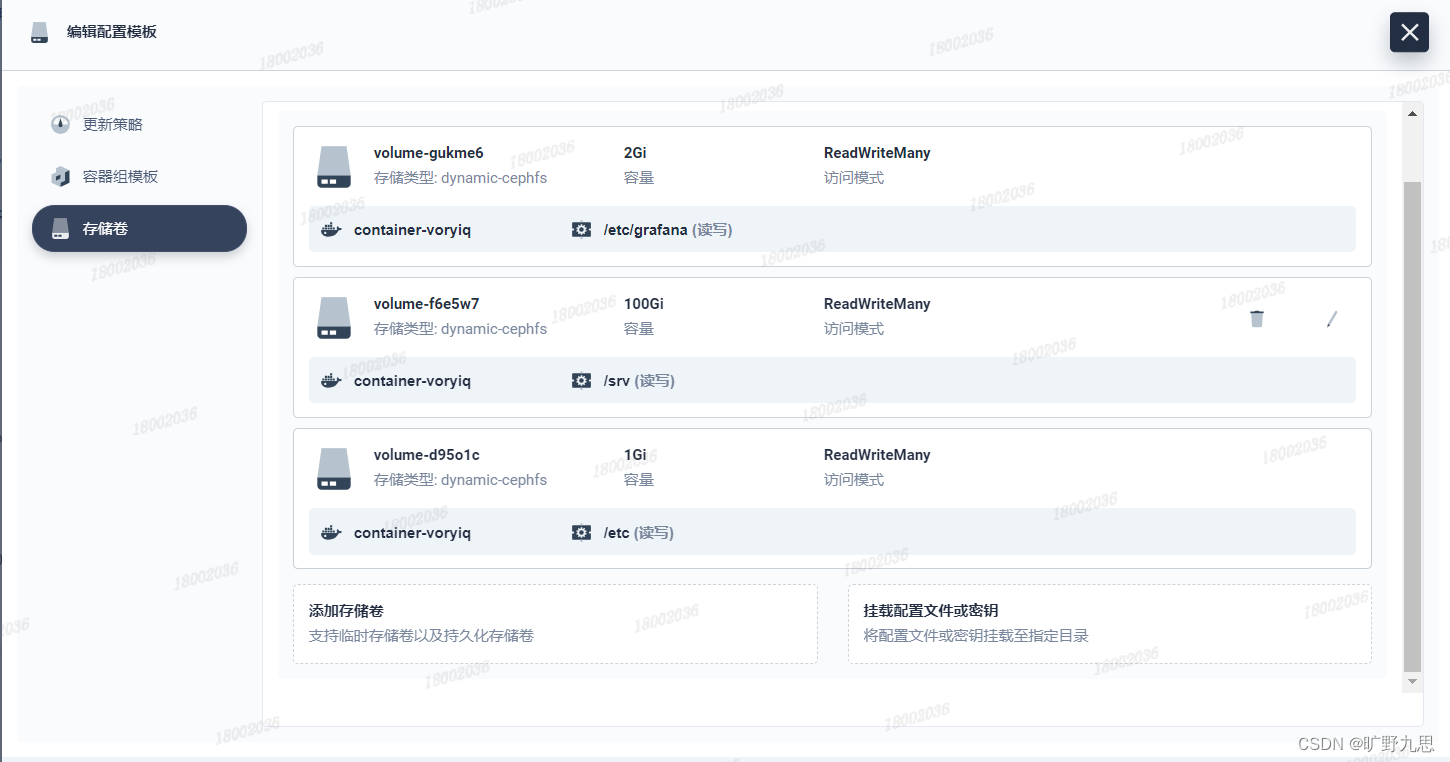 编辑配置模板
更新策略
容器组模板
存储卷
volume-gukme6 2Gi ReadWriteMany
存储类型: dynamic-cephfs 容量 访问模式
container-voryiq /etc/grafana (读写)
volume-f6e5w7 100Gi ReadWriteMany
存储类型: dynamic-cephfs 容量 访问模式
container-voryiq /srv (读写)
volume-d95o1c 1Gi ReadWriteMany
存储类型: dynamic-cephfs 容量 访问模式
container-voryiq /etc (读写)
添加存储卷 挂载配置文件或密钥
支持临时存储卷以及持久化存储卷 将配置文件或密钥挂载至指定目录
18002036
CSDN @旷野九思